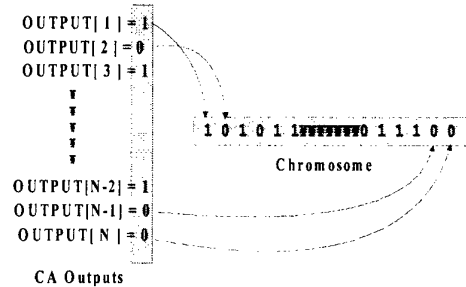 OUTPUT[ 1 ] = 1
OUTPUT[ 2 ] = 0
OUTPUT[ 3 ] = 1
1 0 1 0 1 1 0 1 1 1 0 0
Chromosome
OUTPUT[N-2] = 1
OUTPUT[N-1] = 0
OUTPUT[ N ] = 0
CA Outputs